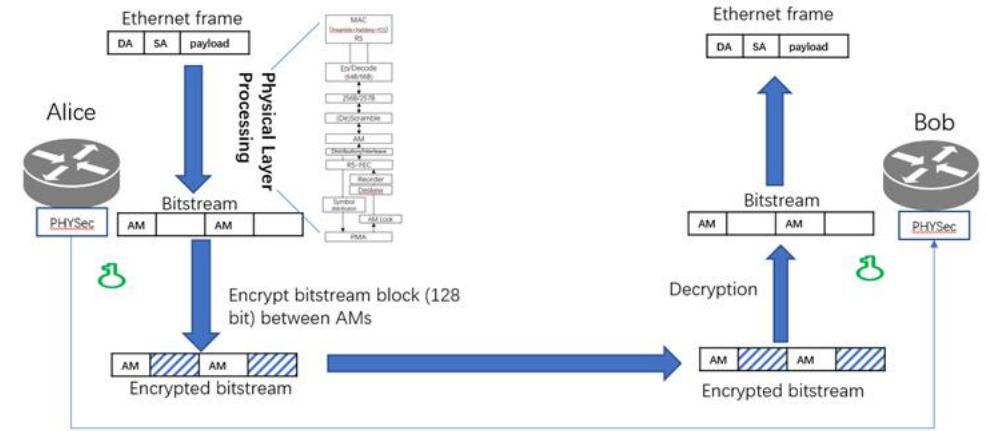 Ethernet frame
DA SA payload
Physical Layer
Processing
MAC
RS
En/Decode
(64B/66B)
256B/257B
(De)Scramble
AM
Distribution/Interleave
RS-FEC
Reorder
Deskew
Symbol
distribution
AM Lock
PMA
Alice
PHYSec
Bitstream
AM AM
Encrypt bitstream block (128
bit) between AMs
AM AM
Encrypted bitstream
Ethernet frame
DA SA payload
Bob
PHYSec
Bitstream
AM AM
Decryption
AM AM
Encrypted bitstream